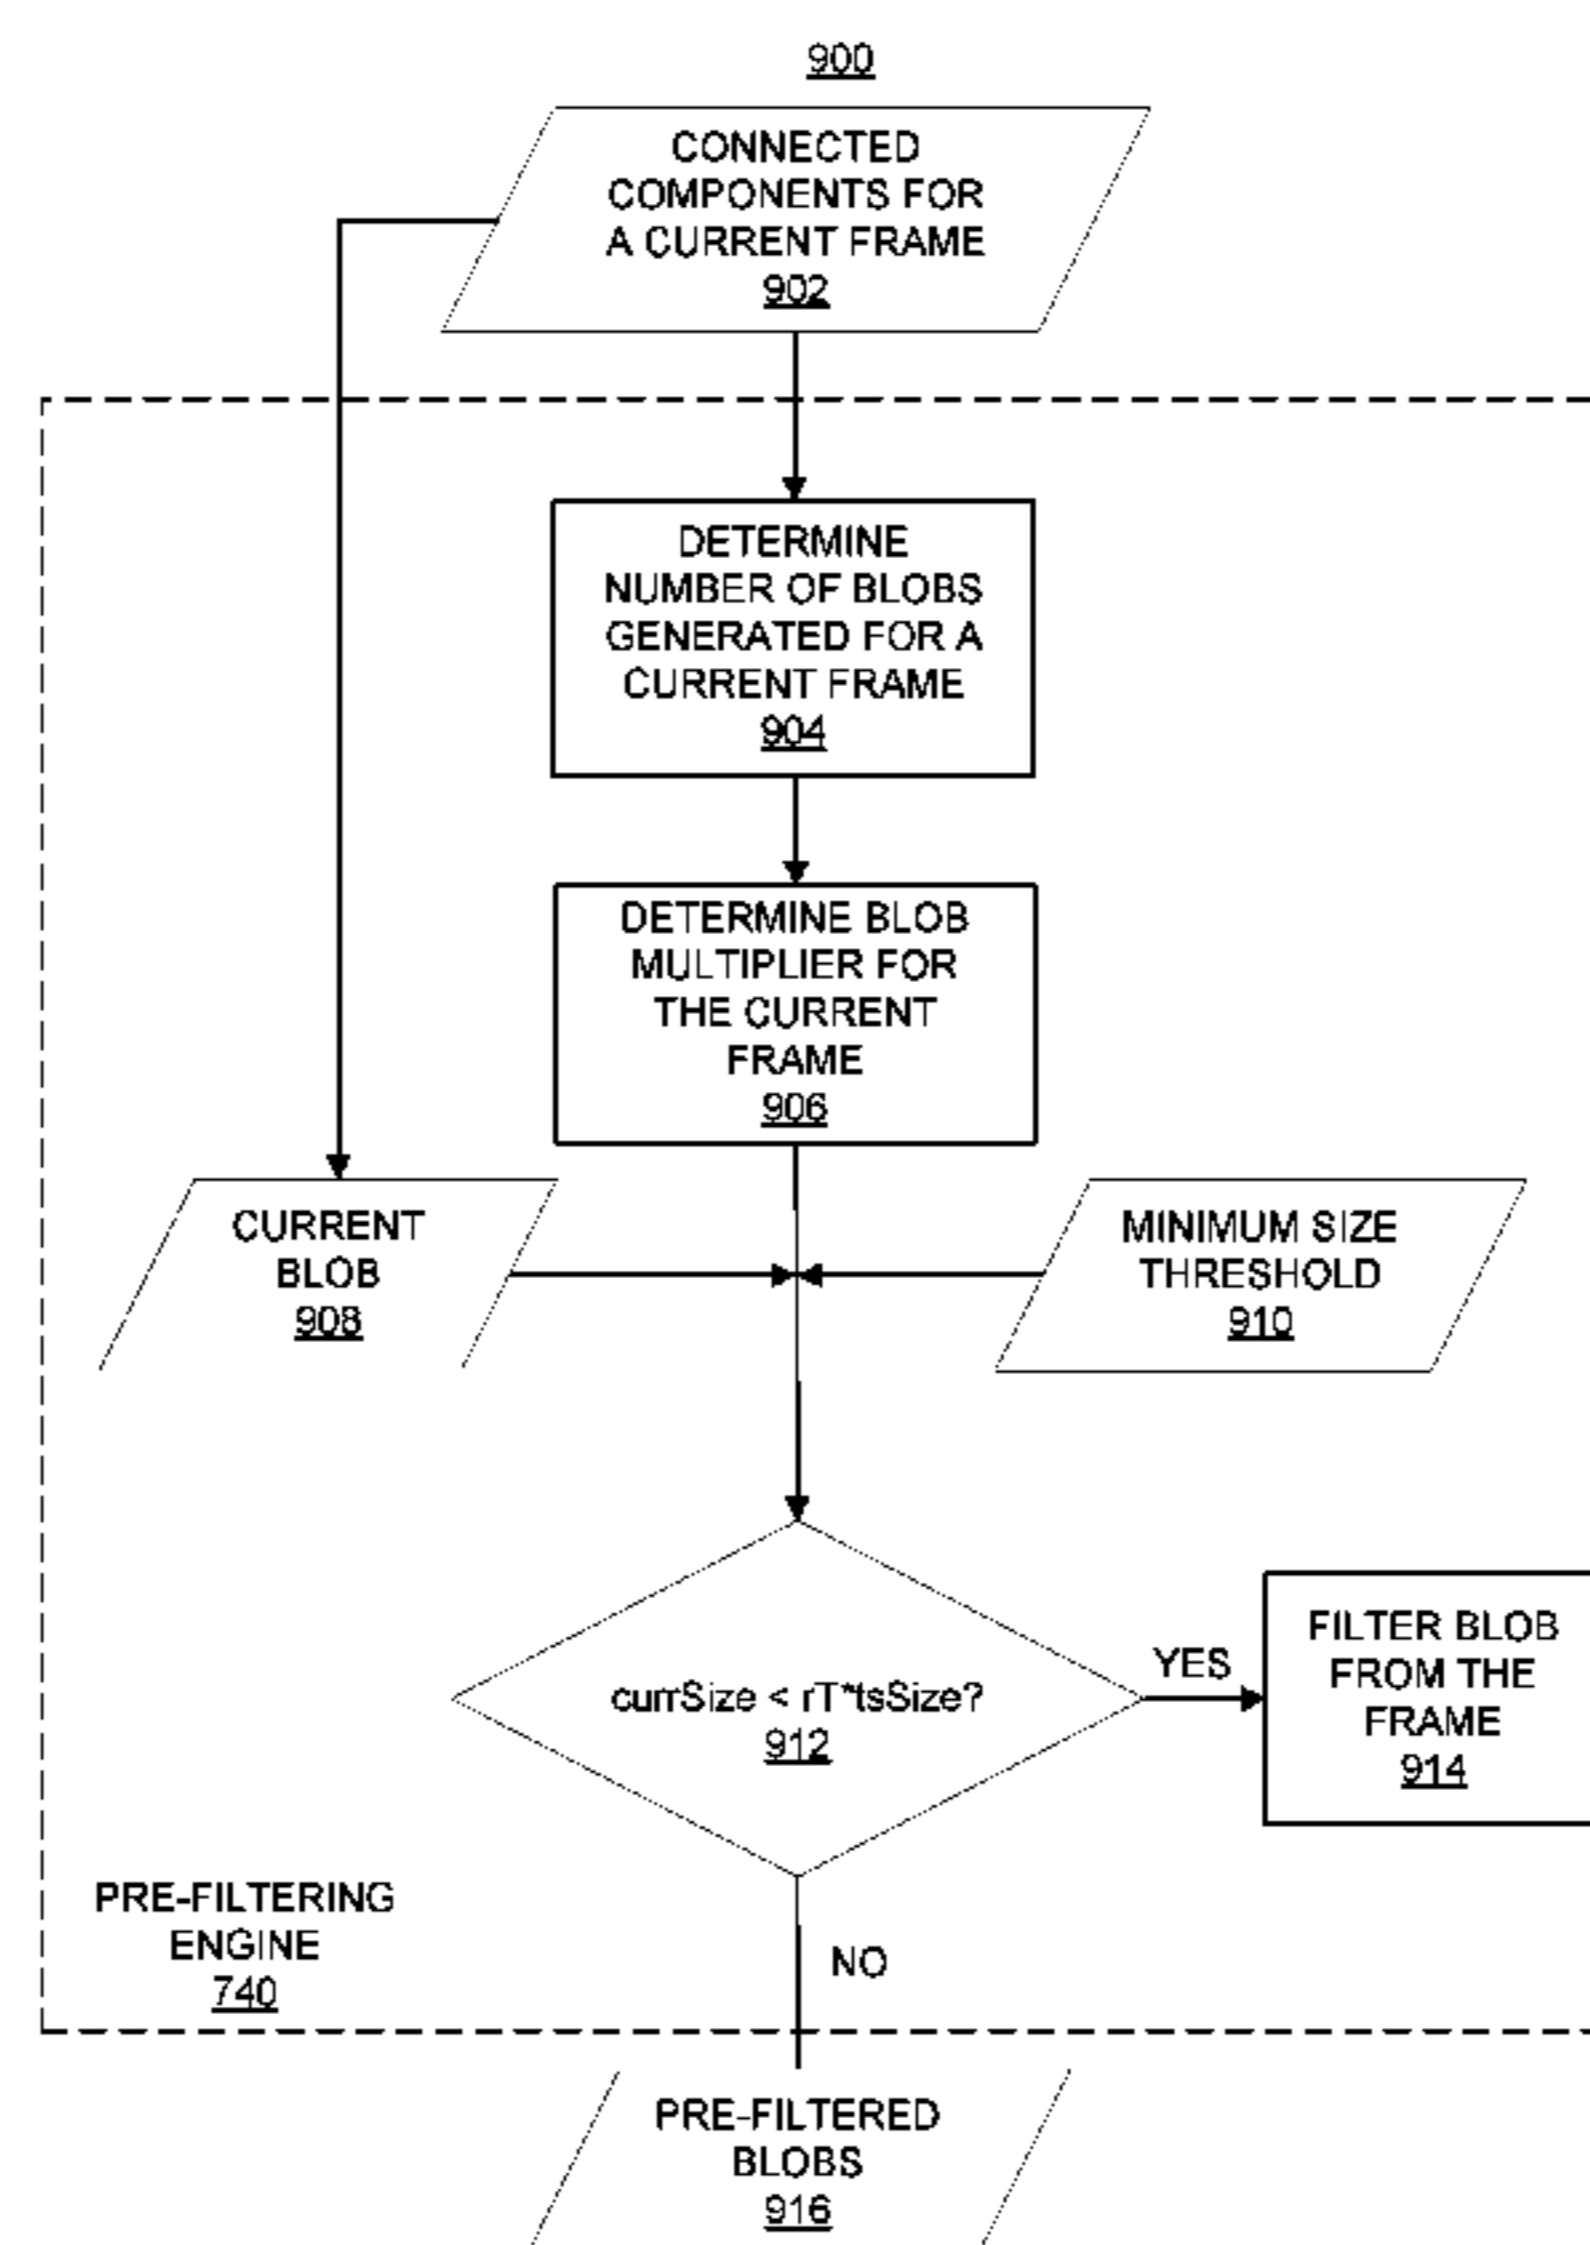 900
CONNECTED
COMPONENTS FOR
A CURRENT FRAME
902
DETERMINE
NUMBER OF BLOBS
GENERATED FOR A
CURRENT FRAME
904
DETERMINE BLOB
MULTIPLIER FOR
THE CURRENT
FRAME
906
CURRENT
BLOB
908
MINIMUM SIZE
THRESHOLD
910
currSize < rT*tsSize?
912
YES
FILTER BLOB
FROM THE
FRAME
914
PRE-FILTERING
ENGINE
740
NO
PRE-FILTERED
BLOBS
916